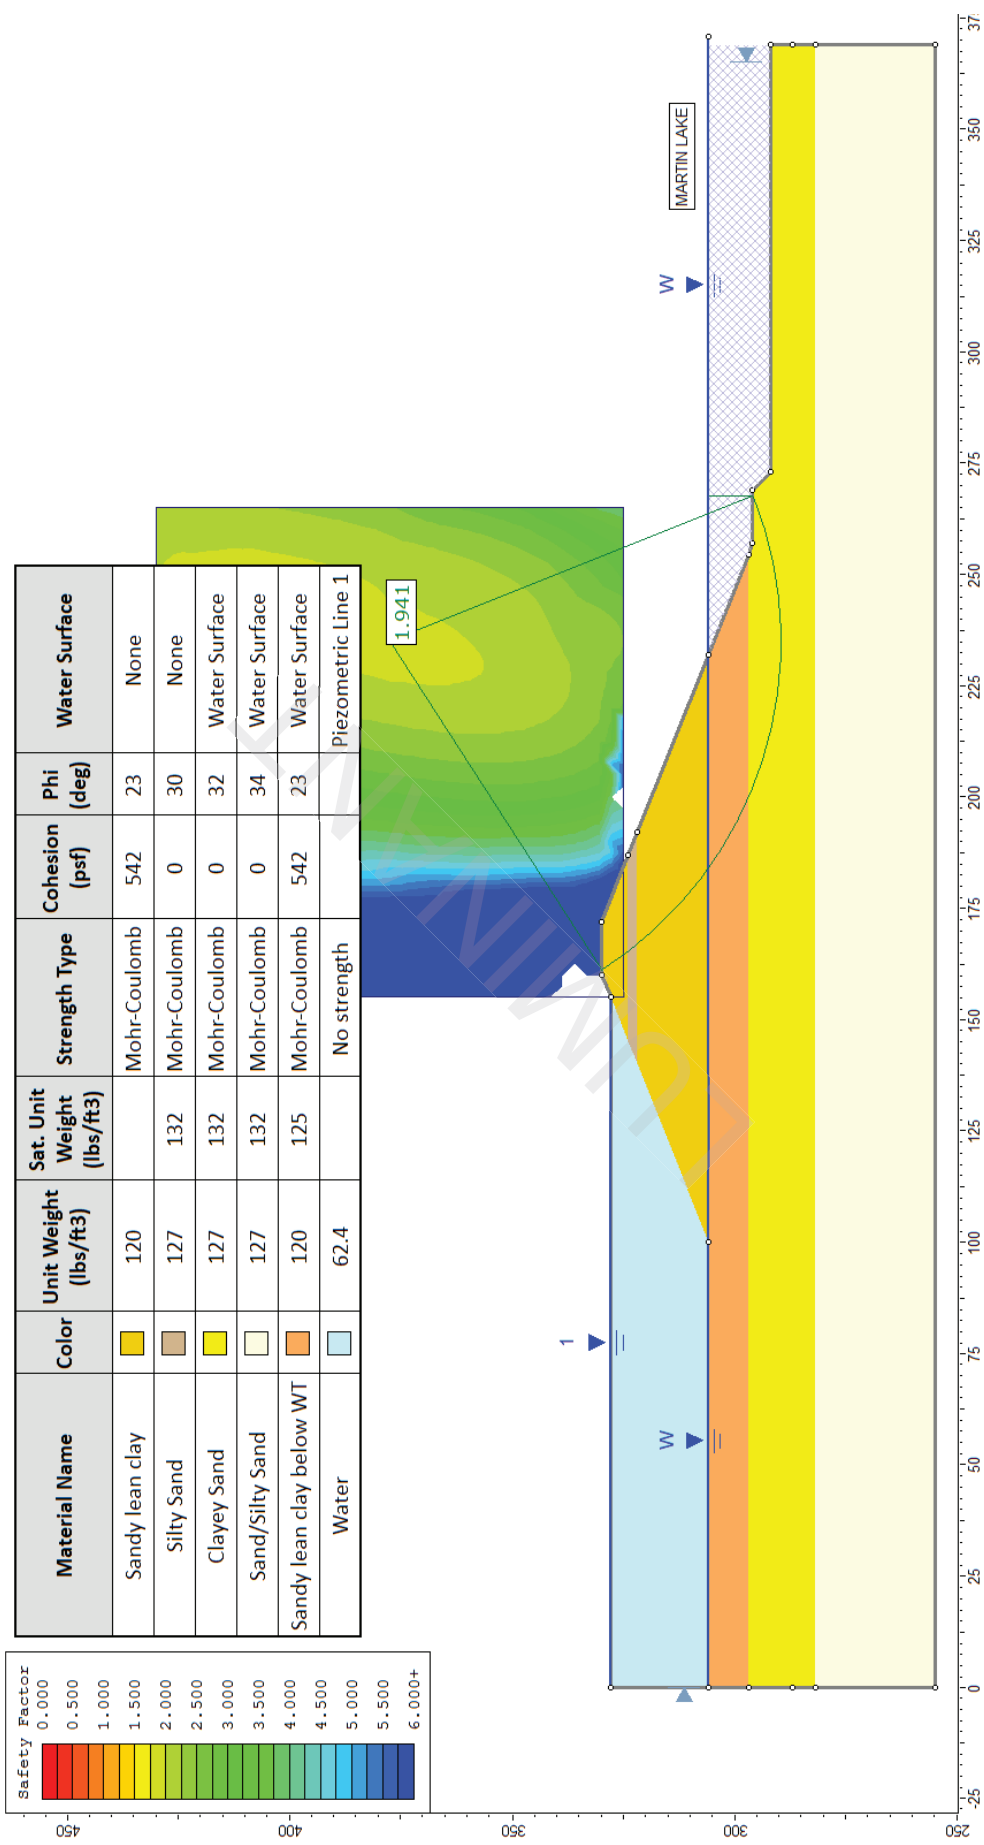 Safety Factor
0.000
0.500
1.000
1.500
2.000
2.500
3.000
3.500
4.000
4.500
5.000
5.500
6.000+
Material Name Color Unit Weight (lbs/ft3) Sat. Unit Weight (lbs/ft3) Strength Type Cohesion (psf) Phi (deg) Water Surface
Sandy lean clay 120 Mohr-Coulomb 542 23 None
Silty Sand 127 132 Mohr-Coulomb 0 30 None
Clayey Sand 127 132 Mohr-Coulomb 0 32 Water Surface
Sand/Silty Sand 127 132 Mohr-Coulomb 0 34 Water Surface
Sandy lean clay below WT 120 125 Mohr-Coulomb 542 23 Water Surface
Water 62.4 No strength Piezometric Line 1
1.941
LUMINANT
1
W
W
MARTIN LAKE
450
400
350
300
250
-25 0 25 50 75 100 125 150 175 200 225 250 275 300 325 350